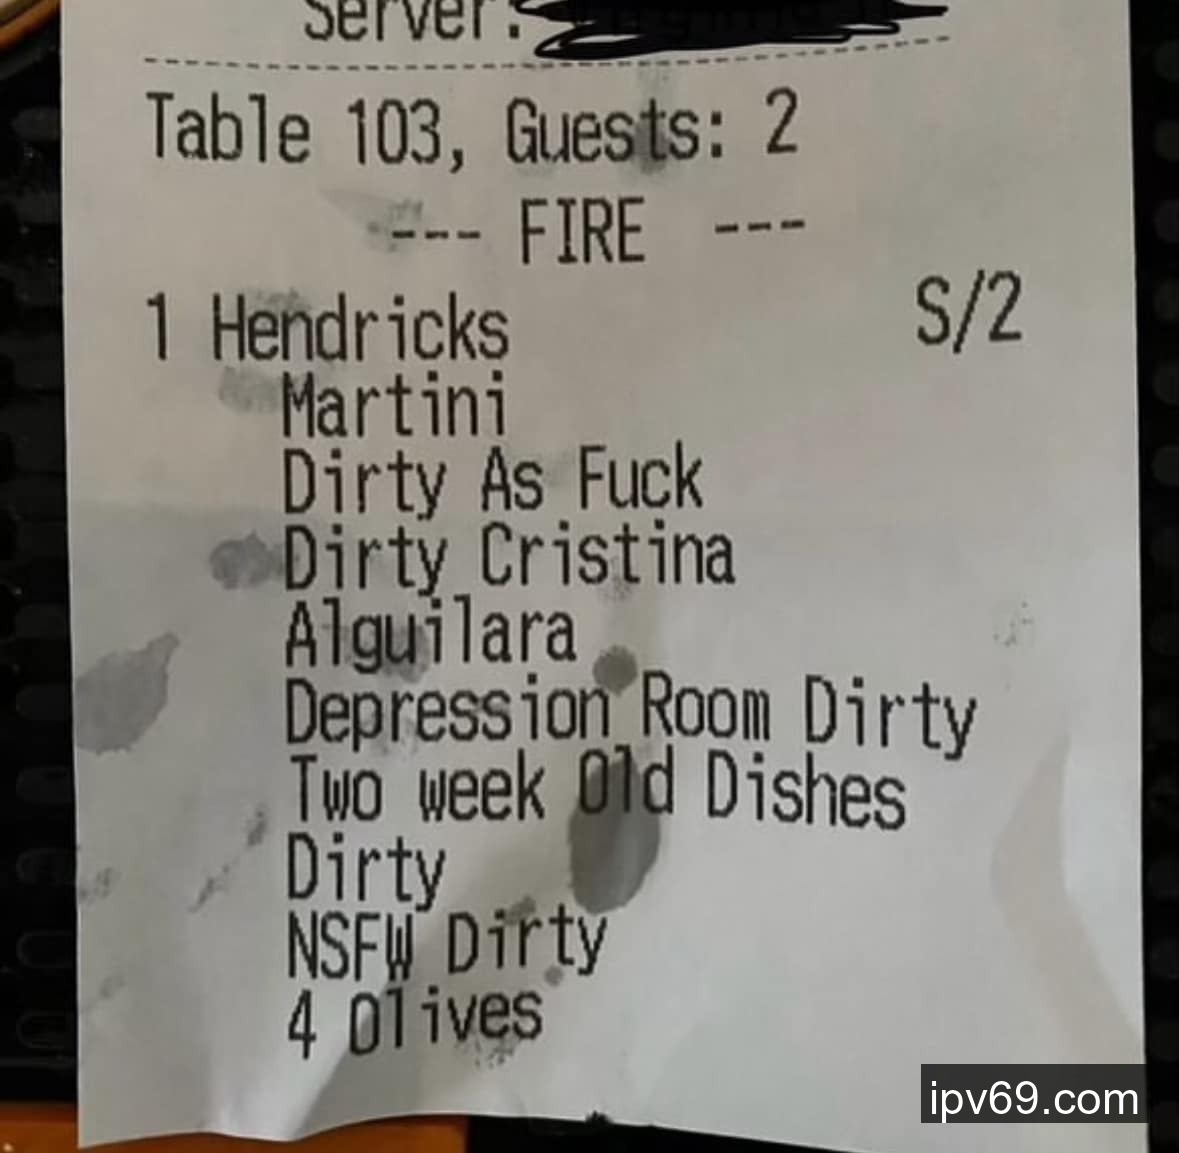 Server:
Table 103, Guests: 2
--- FIRE ---
1 Hendricks S/2
Martini
Dirty As Fuck
Dirty Cristina
Alguilara
Depression Room Dirty
Two week Old Dishes
Dirty
NSFW Dirty
4 Olives
ipv69.com